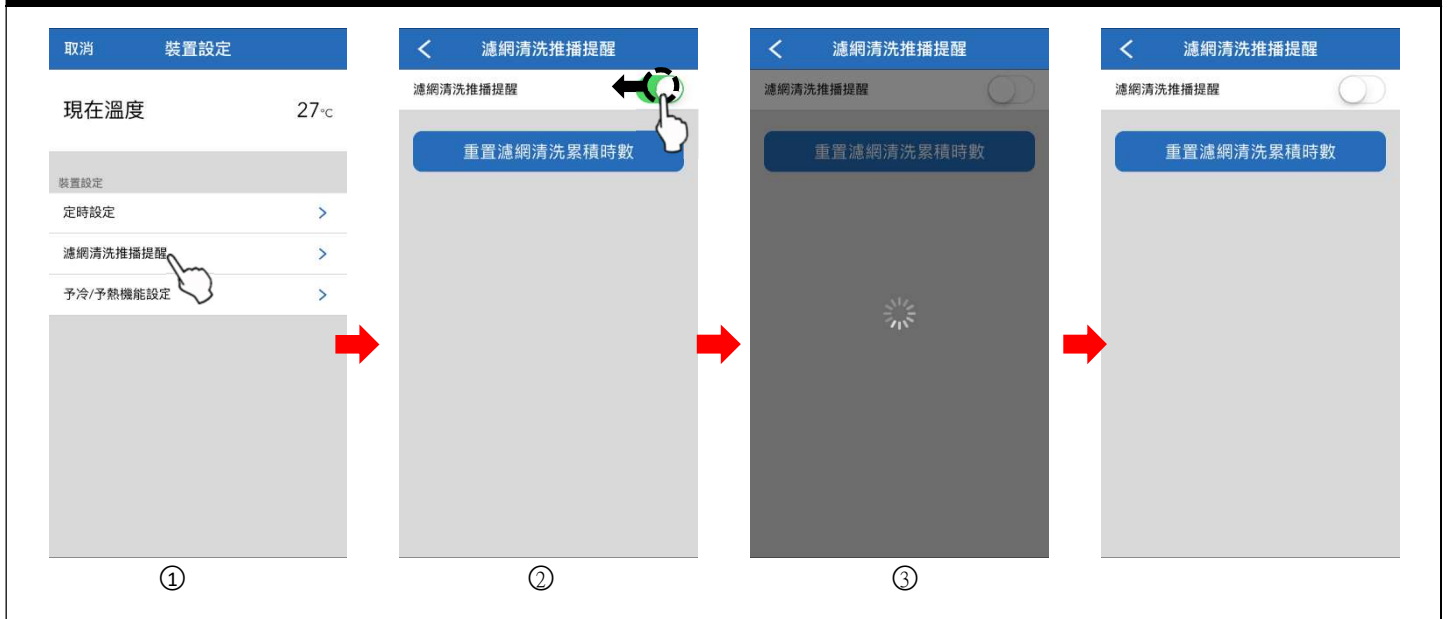 取消 裝置設定
現在溫度 27°C
裝置設定
定時設定 >
濾網清洗推播提醒 >
予冷/予熱機能設定 >
①
< 濾網清洗推播提醒
濾網清洗推播提醒
重置濾網清洗累積時數
②
< 濾網清洗推播提醒
濾網清洗推播提醒
重置濾網清洗累積時數
③
< 濾網清洗推播提醒
濾網清洗推播提醒
重置濾網清洗累積時數